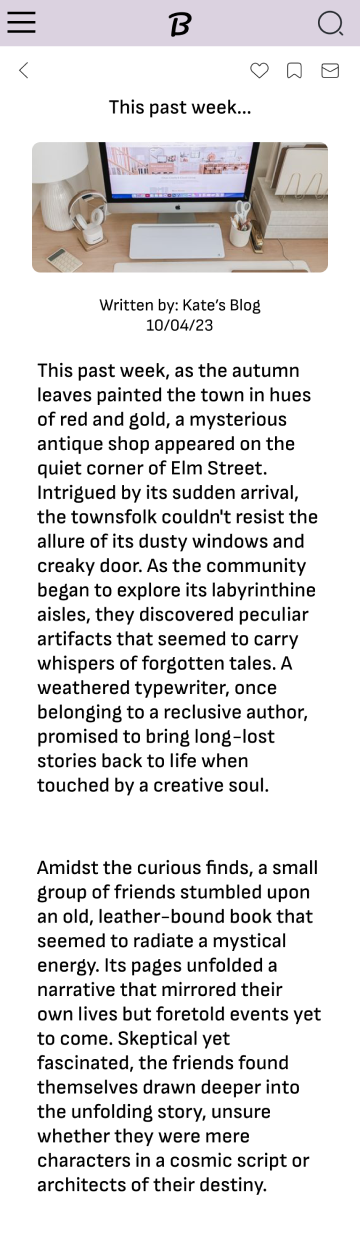 B
This past week...
Written by: Kate's Blog
10/04/23
This past week, as the autumn
leaves painted the town in hues
of red and gold, a mysterious
antique shop appeared on the
quiet corner of Elm Street.
Intrigued by its sudden arrival,
the townsfolk couldn't resist the
allure of its dusty windows and
creaky door. As the community
began to explore its labyrinthine
aisles, they discovered peculiar
artifacts that seemed to carry
whispers of forgotten tales. A
weathered typewriter, once
belonging to a reclusive author,
promised to bring long-lost
stories back to life when
touched by a creative soul.
Amidst the curious finds, a small
group of friends stumbled upon
an old, leather-bound book that
seemed to radiate a mystical
energy. Its pages unfolded a
narrative that mirrored their
own lives but foretold events yet
to come. Skeptical yet
fascinated, the friends found
themselves drawn deeper into
the unfolding story, unsure
whether they were mere
characters in a cosmic script or
architects of their destiny.